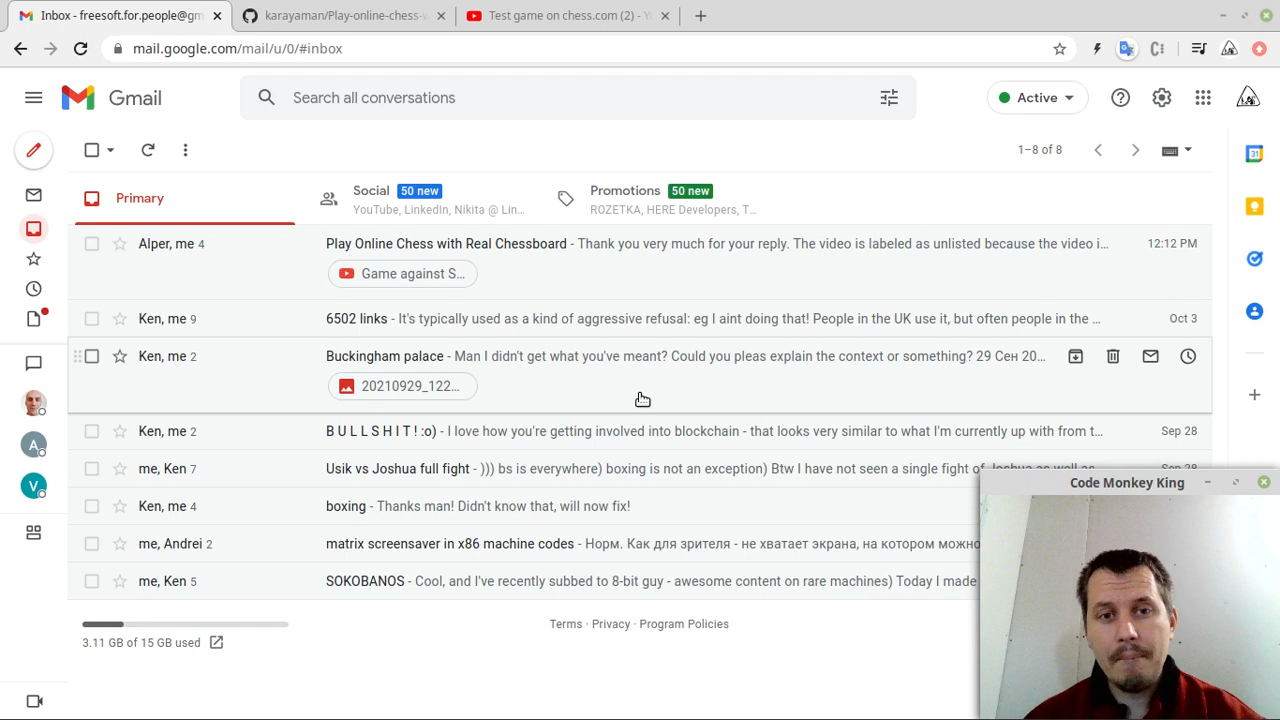 Inbox - freesoft.for.people@gm
karayaman/Play-online-chess-w
Test game on chess.com (2) - Y
mail.google.com/mail/u/0/#inbox
Gmail
Search all conversations
Active
1–8 of 8
Primary
Social 50 new
YouTube, LinkedIn, Nikita @ Lin…
Promotions 50 new
ROZETKA, HERE Developers, T…
Alper, me 4 Play Online Chess with Real Chessboard - Thank you very much for your reply. The video is labeled as unlisted because the video i… 12:12 PM
Game against S…
Ken, me 9 6502 links - It's typically used as a kind of aggressive refusal: eg I aint doing that! People in the UK use it, but often people in the … Oct 3
Ken, me 2 Buckingham palace - Man I didn't get what you've meant? Could you pleas explain the context or something? 29 Сен 20…
20210929_122…
Ken, me 2 B U L L S H I T ! :o) - I love how you're getting involved into blockchain - that looks very similar to what I'm currently up with from t… Sep 28
me, Ken 7 Usik vs Joshua full fight - ))) bs is everywhere) boxing is not an exception) Btw I have not seen a single fight of Joshua as well as Sep 28
Ken, me 4 boxing - Thanks man! Didn't know that, will now fix!
me, Andrei 2 matrix screensaver in x86 machine codes - Норм. Как для зрителя - не хватает экрана, на котором можно
me, Ken 5 SOKOBANOS - Cool, and I've recently subbed to 8-bit guy - awesome content on rare machines) Today I made
Code Monkey King
Terms · Privacy · Program Policies
3.11 GB of 15 GB used
A
V
31